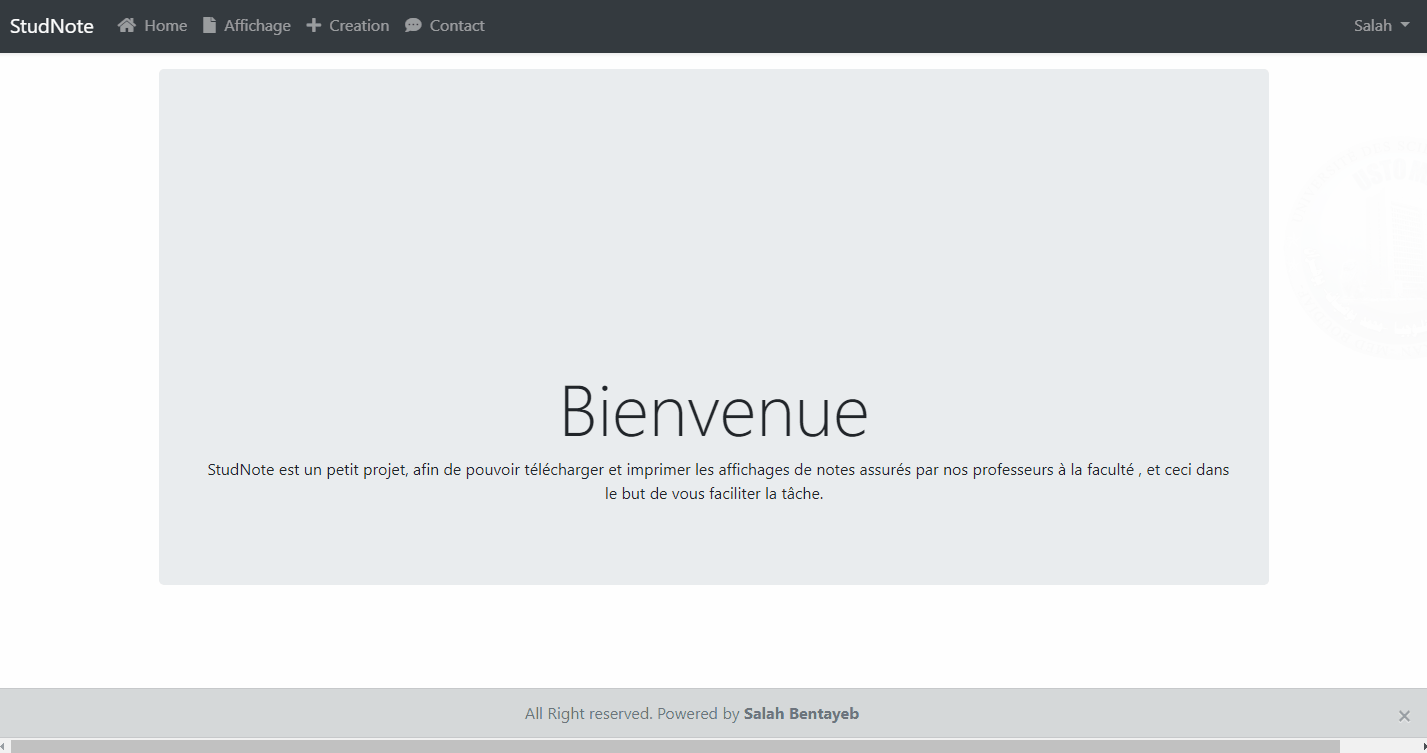 StudNote Home Affichage Creation Contact Salah
Bienvenue
StudNote est un petit projet, afin de pouvoir télécharger et imprimer les affichages de notes assurés par nos professeurs à la faculté , et ceci dans
le but de vous faciliter la tâche.
All Right reserved. Powered by Salah Bentayeb ×